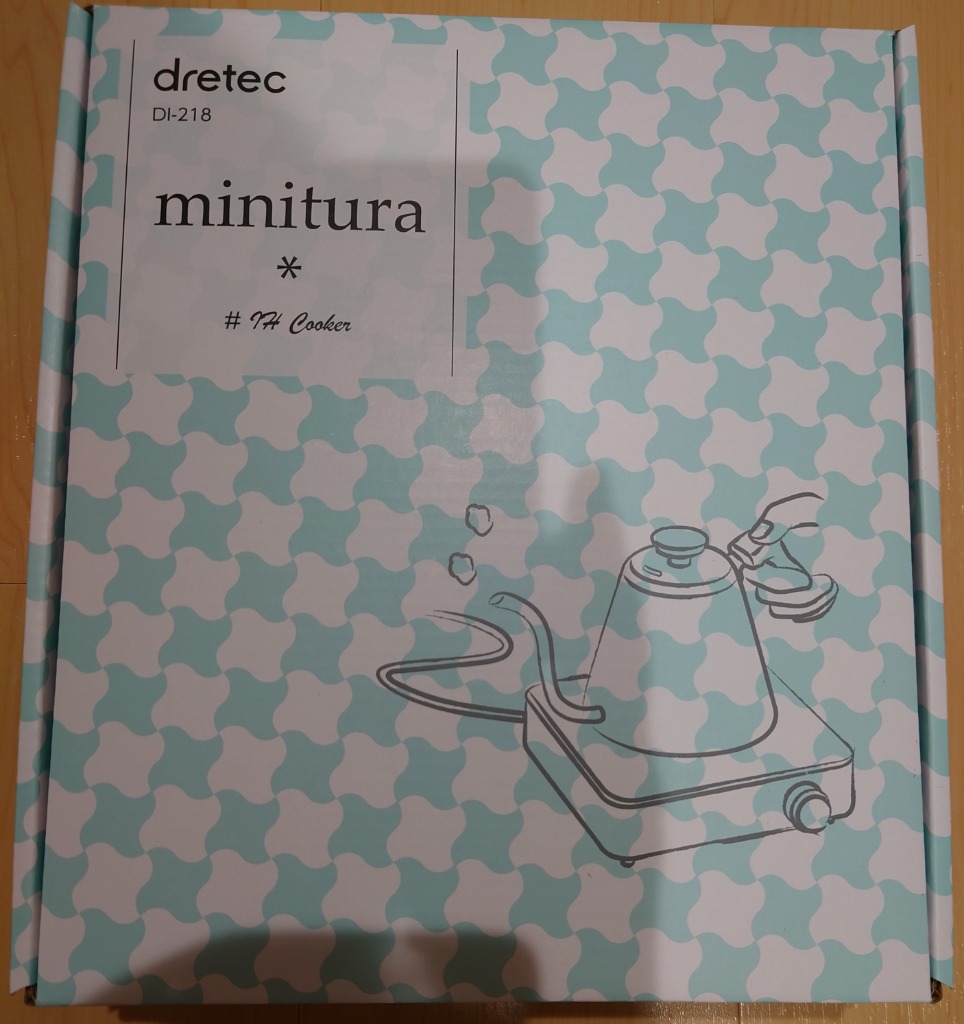 dretec
DI-218
minitura
*
# IH Cooker